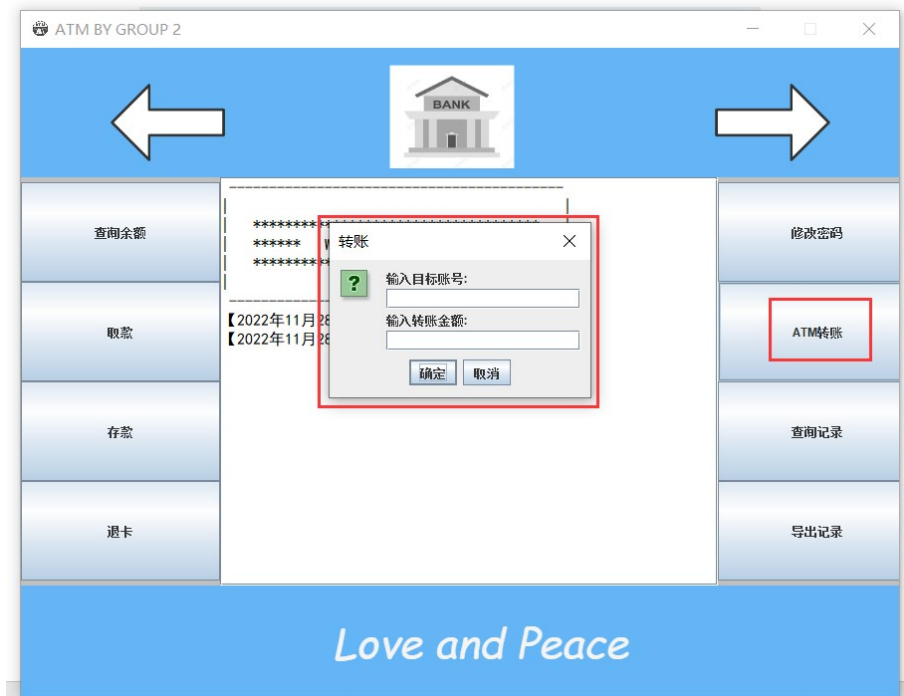 ATM BY GROUP 2
BANK
查询余额
取款
存款
退卡
****************************************
****** W
**********
【2022年11月28
【2022年11月28
转账
?
输入目标账号:
输入转账金额:
确定 取消
修改密码
ATM转账
查询记录
导出记录
Love and Peace